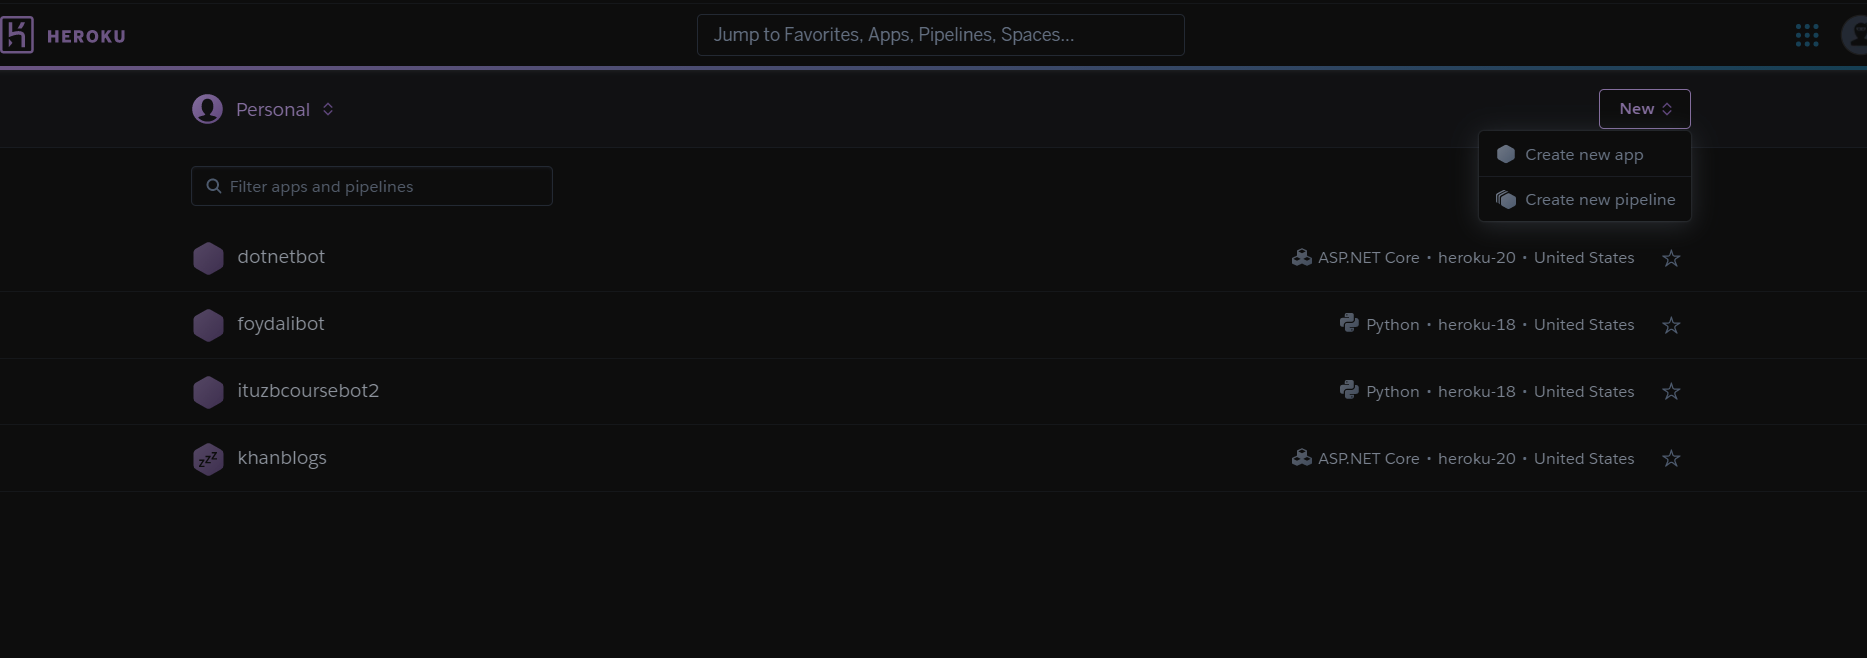 HEROKU
Jump to Favorites, Apps, Pipelines, Spaces...
Personal
New
Create new app
Create new pipeline
Filter apps and pipelines
dotnetbot
ASP.NET Core • heroku-20 • United States
foydalibot
Python • heroku-18 • United States
ituzbcoursebot2
Python • heroku-18 • United States
zzz
khanblogs
ASP.NET Core • heroku-20 • United States